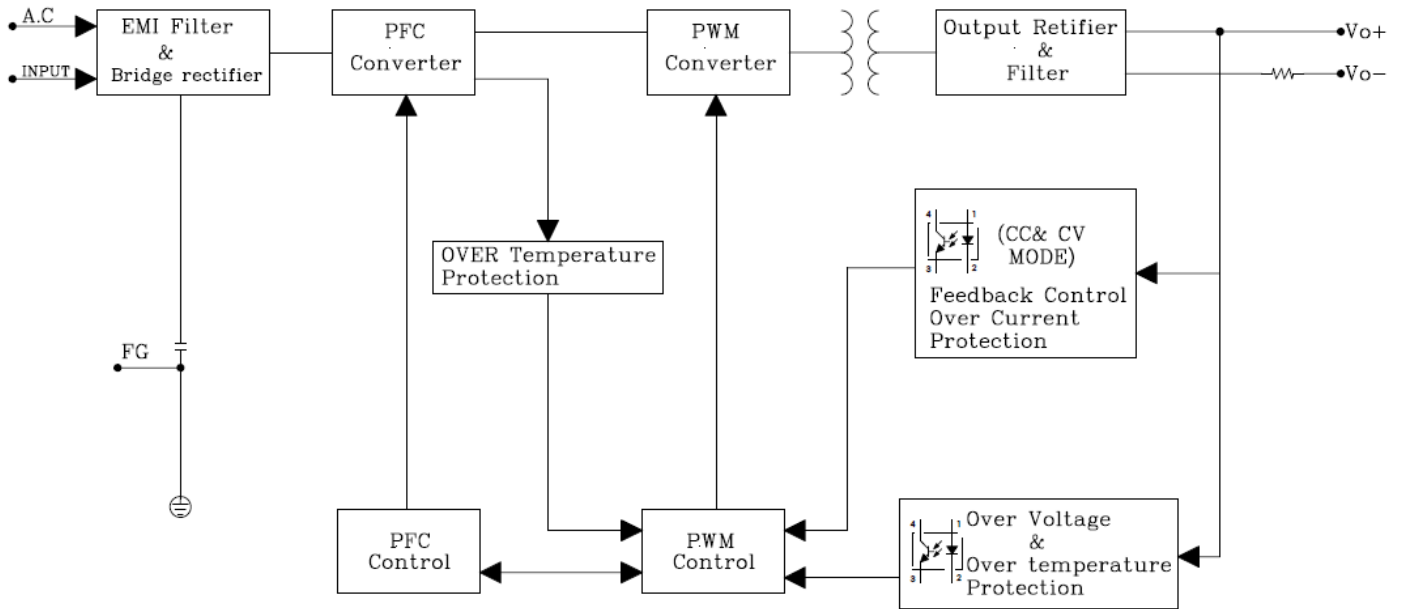 A.C
INPUT
EMI Filter
&
Bridge rectifier
PFC
Converter
PWM
Converter
Output Retifier
&
Filter
Vo+
Vo-
OVER Temperature
Protection
4
1
3
2
(CC& CV
MODE)
Feedback Control
Over Current
Protection
FG
PFC
Control
PWM
Control
4
1
3
2
Over Voltage
&
Over temperature
Protection